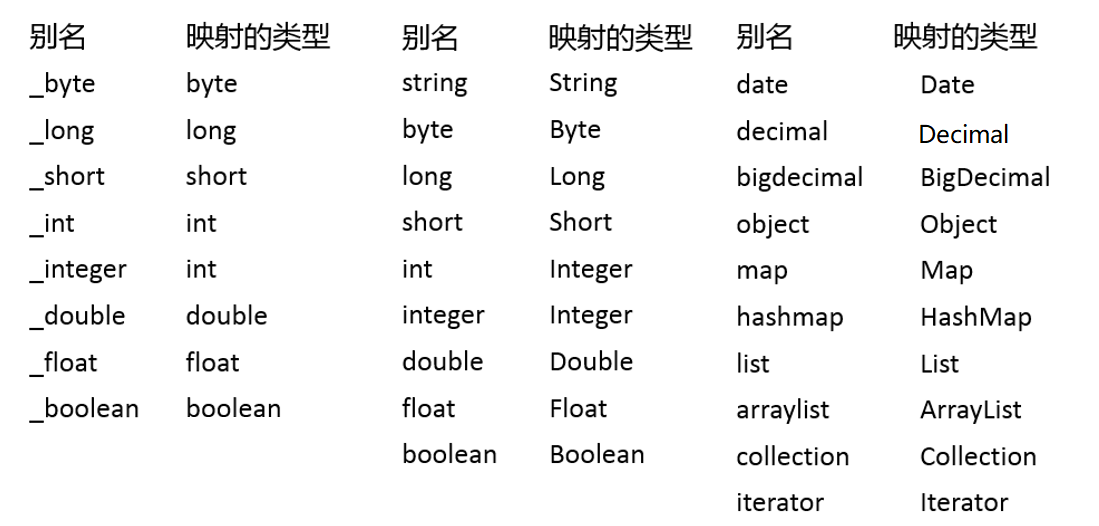 别名 映射的类型 别名 映射的类型 别名 映射的类型
_byte byte string String date Date
_long long byte Byte decimal Decimal
_short short long Long bigdecimal BigDecimal
_int int short Short object Object
_integer int int Integer map Map
_double double integer Integer hashmap HashMap
_float float double Double list List
_boolean boolean float Float arraylist ArrayList
boolean Boolean collection Collection
iterator Iterator